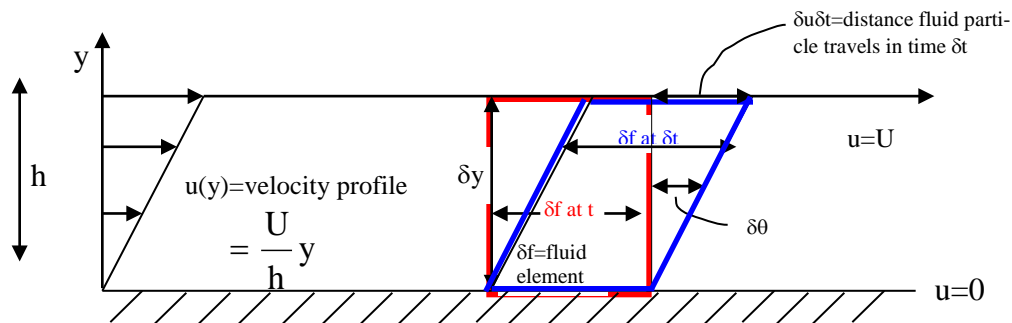 δuδt=distance fluid parti-
cle travels in time δt
y
δf at δt
u=U
h
u(y)=velocity profile
= U/h y
δy
δf at t
δθ
δf=fluid
element
u=0